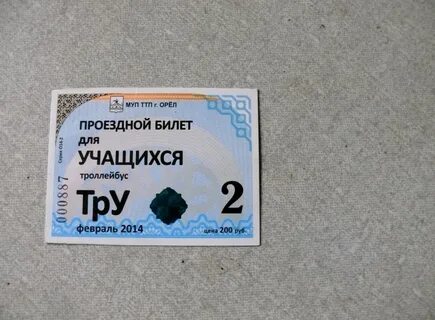 МУП ТТП г. ОРЁЛ
ПРОЕЗДНОЙ БИЛЕТ
для
УЧАЩИХСЯ
троллейбус
ТрУ 2
февраль 2014 цена 200 руб.
000887